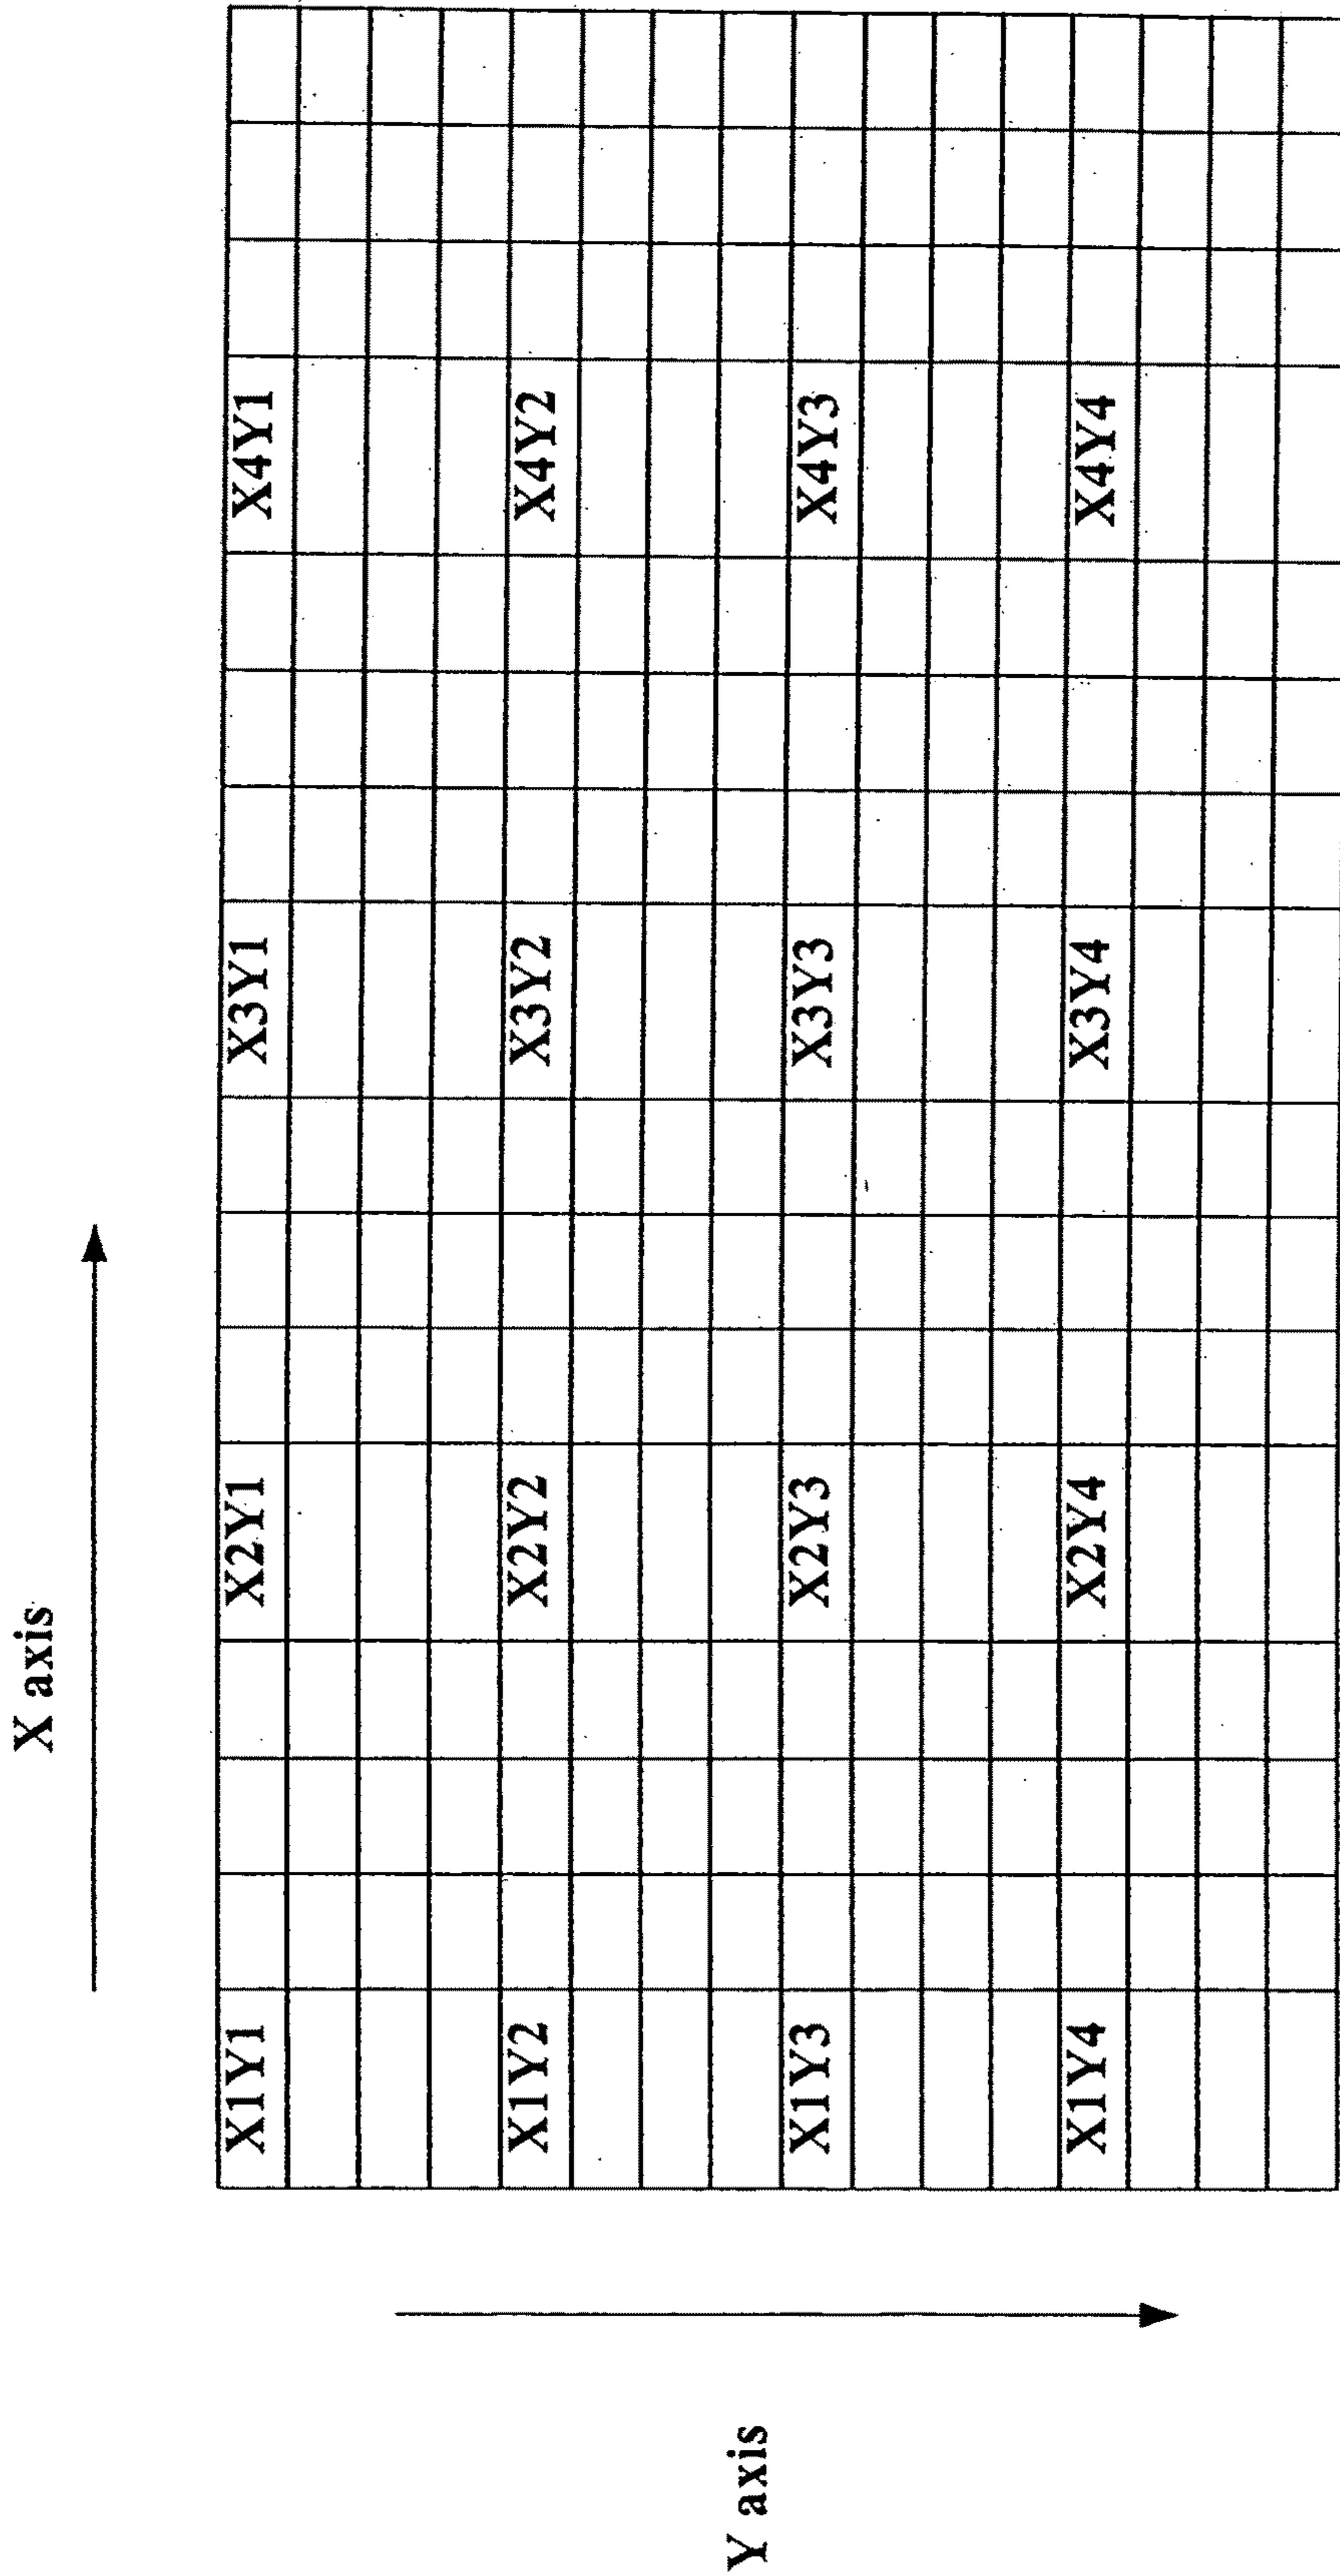 X axis
Y axis
X1Y1 X2Y1 X3Y1 X4Y1
X1Y2 X2Y2 X3Y2 X4Y2
X1Y3 X2Y3 X3Y3 X4Y3
X1Y4 X2Y4 X3Y4 X4Y4